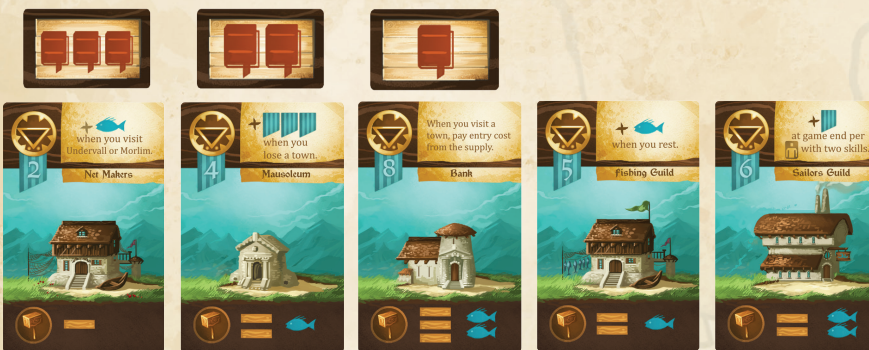 2
when you visit
Undervall or Morlim.
Net Makers
4
+
when you
lose a town.
Mausoleum
8
When you visit a
town, pay entry cost
from the supply.
Bank
5
+
when you rest.
Fishing Guild
6
+
at game end per
with two skills.
Sailors Guild